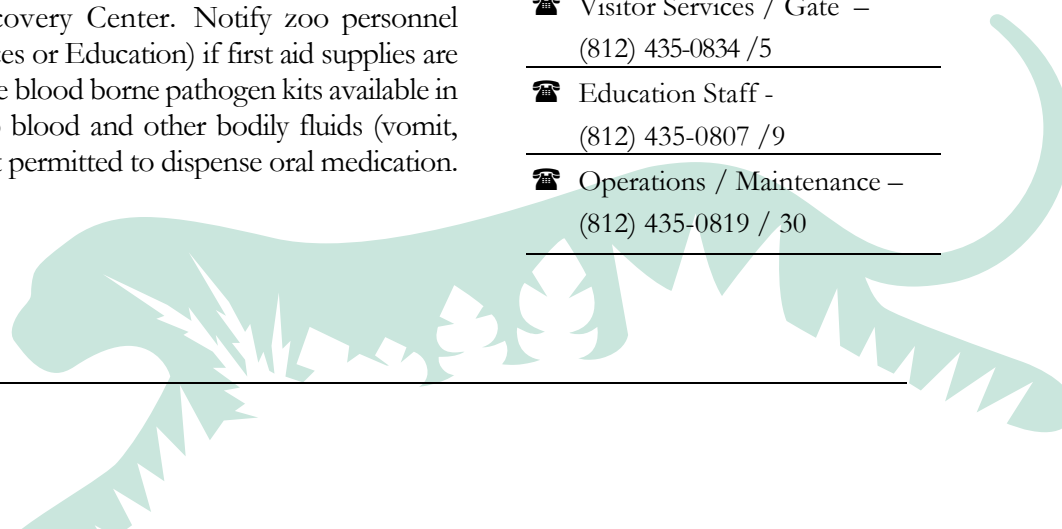 covery Center. Notify zoo personnel
ces or Education) if first aid supplies are
e blood borne pathogen kits available in
blood and other bodily fluids (vomit,
t permitted to dispense oral medication.
Visitor Services / Gate –
(812) 435-0834 /5
Education Staff -
(812) 435-0807 /9
Operations / Maintenance –
(812) 435-0819 / 30